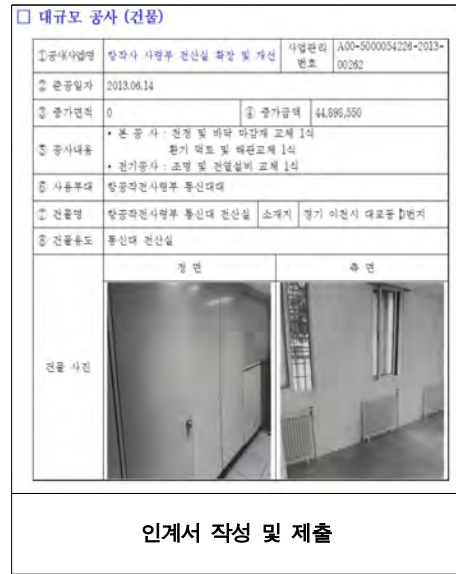 □ 대규모 공사 (건물)
①공사(사업)명 항작사 사령부 전산실 확장 및 개선 사업관리 번호 A00-5000054226-2013-00262
② 준공일자 2013.06.14
③ 증가면적 0 ④ 증가금액 44,898,550
⑤ 공사내용 • 본 공 사 : 천정 및 바닥 마감재 교체 1식
환기 덕트 및 배관교체 1식
• 전기공사 : 조명 및 전열설비 교체 1식
⑥ 사용부대 항공작전사령부 통신대대
⑦ 건물명 항공작전사령부 통신대 전산실 소재지 경기 이천시 대로동 번지
⑧ 건물용도 통신대 전산실
정 면 측 면
건물 사진
인계서 작성 및 제출